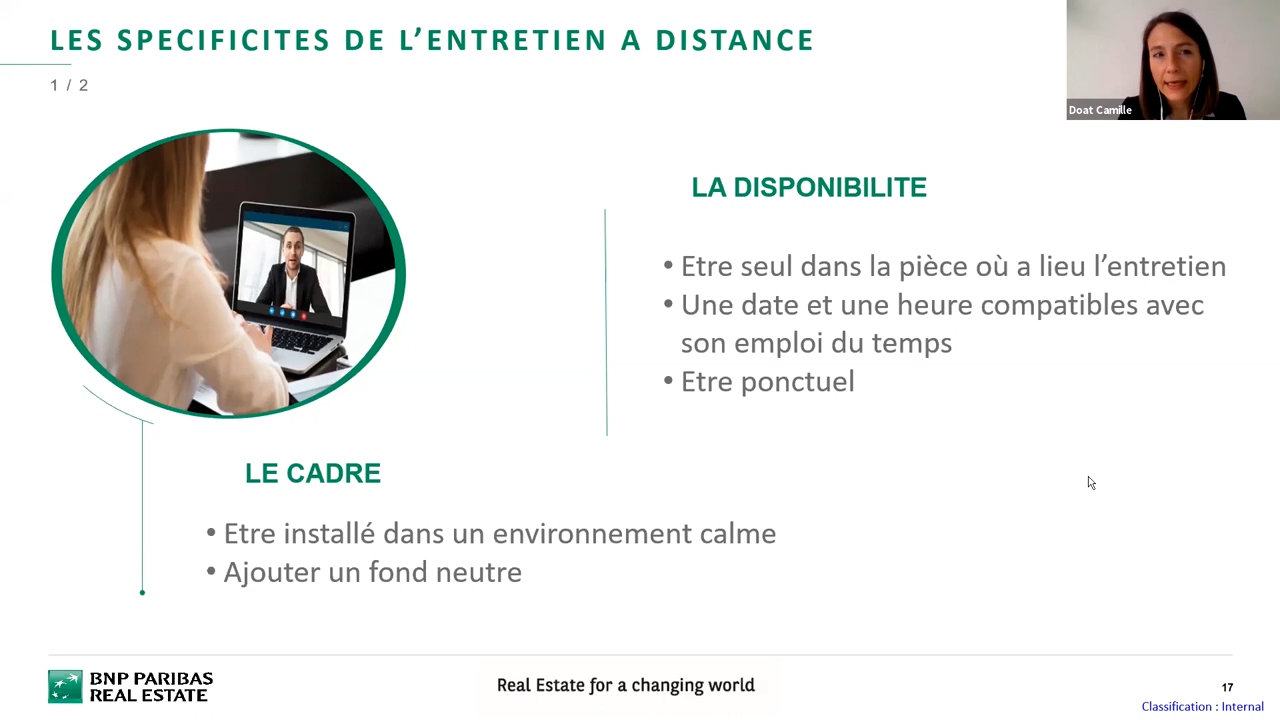 LES SPECIFICITES DE L’ENTRETIEN A DISTANCE
1 / 2
Doat Camille
LA DISPONIBILITE
• Etre seul dans la pièce où a lieu l’entretien
• Une date et une heure compatibles avec
son emploi du temps
• Etre ponctuel
LE CADRE
• Etre installé dans un environnement calme
• Ajouter un fond neutre
BNP PARIBAS
REAL ESTATE
Real Estate for a changing world
17
Classification : Internal